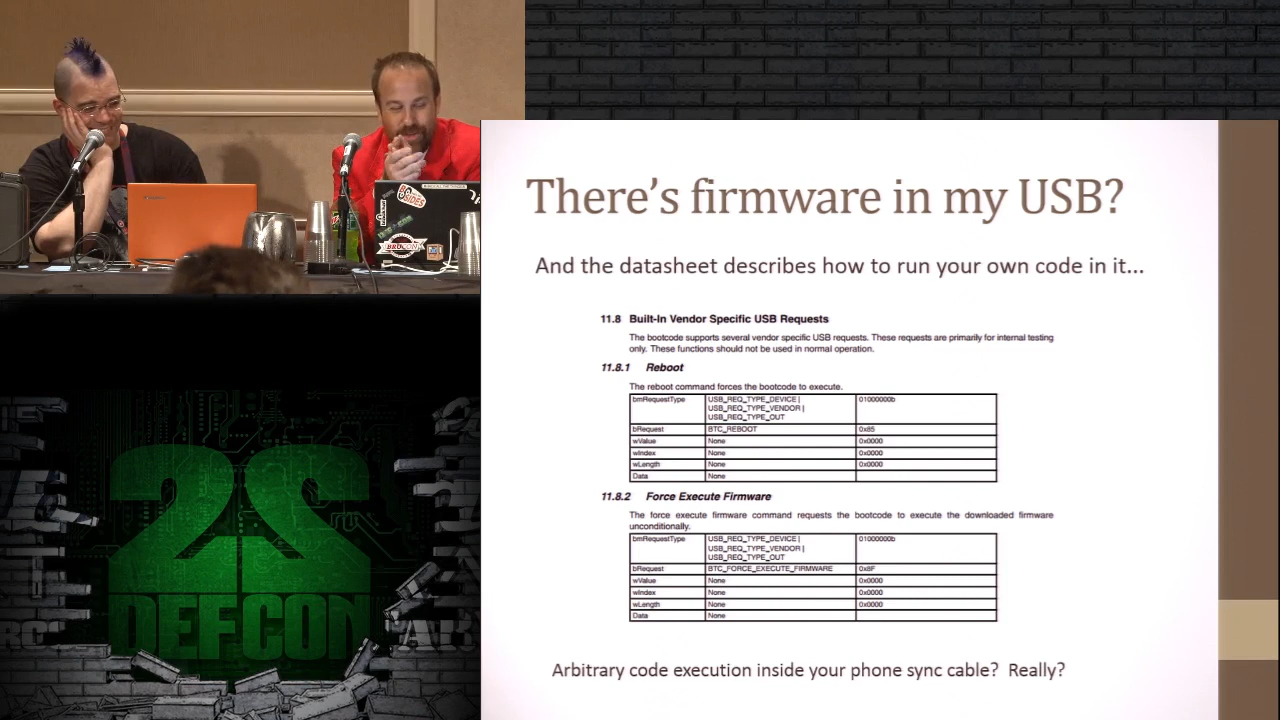 There's firmware in my USB?
And the datasheet describes how to run your own code in it...
11.8 Built-In Vendor Specific USB Requests
The bootcode supports several vendor specific USB requests. These requests are primarily for internal testing
only. These functions should not be used in normal operation.
11.8.1 Reboot
The reboot command forces the bootcode to execute.
bmRequestType USB_REQ_TYPE_DEVICE | 01000000b
USB_REQ_TYPE_VENDOR |
USB_REQ_TYPE_OUT
bRequest BTC_REBOOT 0x85
wValue None 0x0000
wIndex None 0x0000
wLength None 0x0000
Data None
11.8.2 Force Execute Firmware
The force execute firmware command requests the bootcode to execute the downloaded firmware
unconditionally.
bmRequestType USB_REQ_TYPE_DEVICE | 01000000b
USB_REQ_TYPE_VENDOR |
USB_REQ_TYPE_OUT
bRequest BTC_FORCE_EXECUTE_FIRMWARE 0x8F
wValue None 0x0000
wIndex None 0x0000
wLength None 0x0000
Data None
Arbitrary code execution inside your phone sync cable? Really?
BSIDES
BRUCON
22
DEFCON